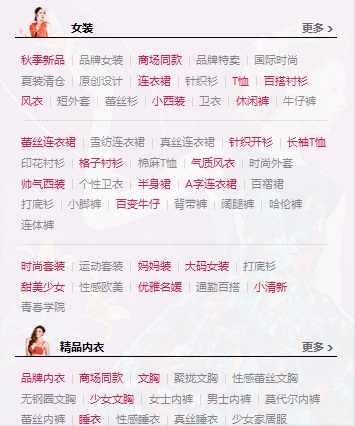 女装 更多 >
秋季新品 | 品牌女装 | 商场同款 | 品牌特卖 | 国际时尚
夏装清仓 | 原创设计 | 连衣裙 | 针织衫 | T恤 | 百搭衬衫
风衣 | 短外套 | 蕾丝衫 | 小西装 | 卫衣 | 休闲裤 | 牛仔裤
蕾丝连衣裙 | 雪纺连衣裙 | 真丝连衣裙 | 针织开衫 | 长袖T恤
印花衬衫 | 格子衬衫 | 棉麻T恤 | 气质风衣 | 时尚外套
帅气西装 | 个性卫衣 | 半身裙 | A字连衣裙 | 百褶裙
打底衫 | 小脚裤 | 百变牛仔 | 背带裤 | 阔腿裤 | 哈伦裤
连体裤
时尚套装 | 运动套装 | 妈妈装 | 大码女装 | 打底衫
甜美少女 | 性感欧美 | 优雅名媛 | 通勤百搭 | 小清新
青春学院
精品内衣 更多 >
品牌内衣 | 商场同款 | 文胸 | 聚拢文胸 | 性感蕾丝文胸
无钢圈文胸 | 少女文胸 | 女士内裤 | 男士内裤 | 莫代尔内裤
蕾丝内裤 | 睡衣 | 性感睡衣 | 真丝睡衣 | 少女家居服